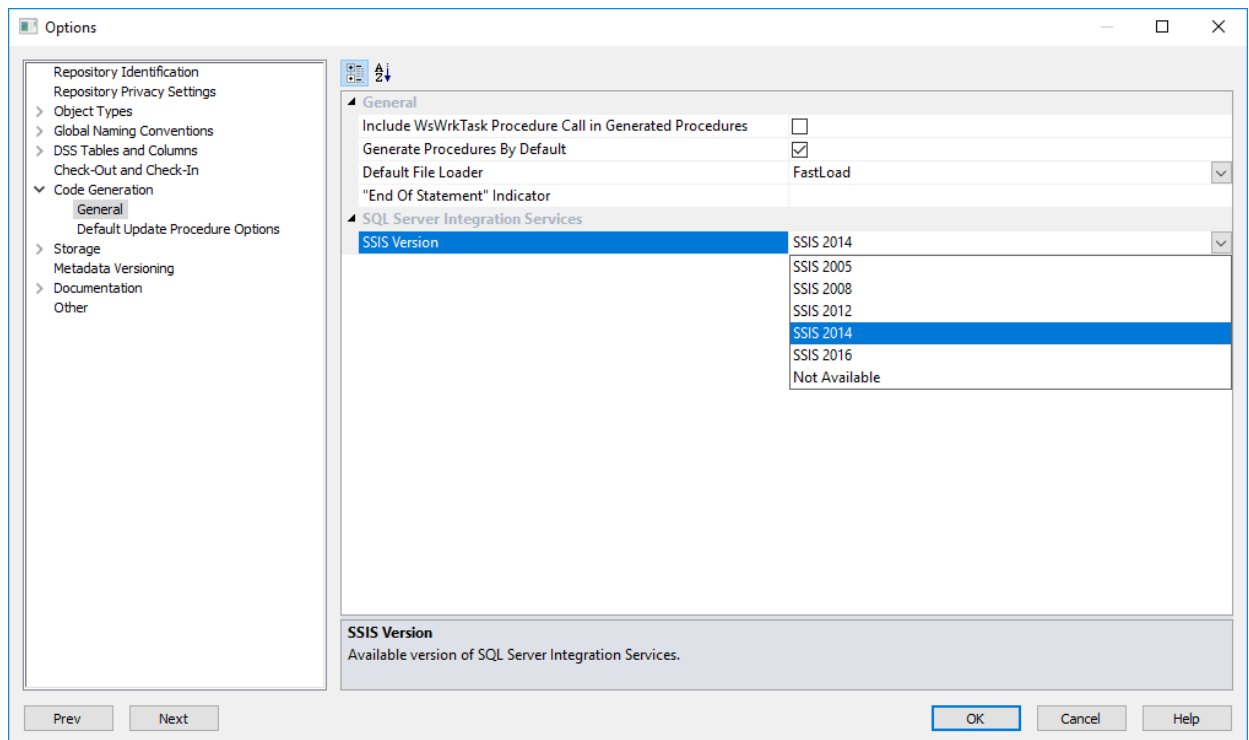 Options
Repository Identification
Repository Privacy Settings
Object Types
Global Naming Conventions
DSS Tables and Columns
Check-Out and Check-In
Code Generation
General
Default Update Procedure Options
Storage
Metadata Versioning
Documentation
Other
General
Include WsWrkTask Procedure Call in Generated Procedures
Generate Procedures By Default
Default File Loader FastLoad
"End Of Statement" Indicator
SQL Server Integration Services
SSIS Version SSIS 2014
SSIS 2005
SSIS 2008
SSIS 2012
SSIS 2014
SSIS 2016
Not Available
SSIS Version
Available version of SQL Server Integration Services.
Prev Next OK Cancel Help